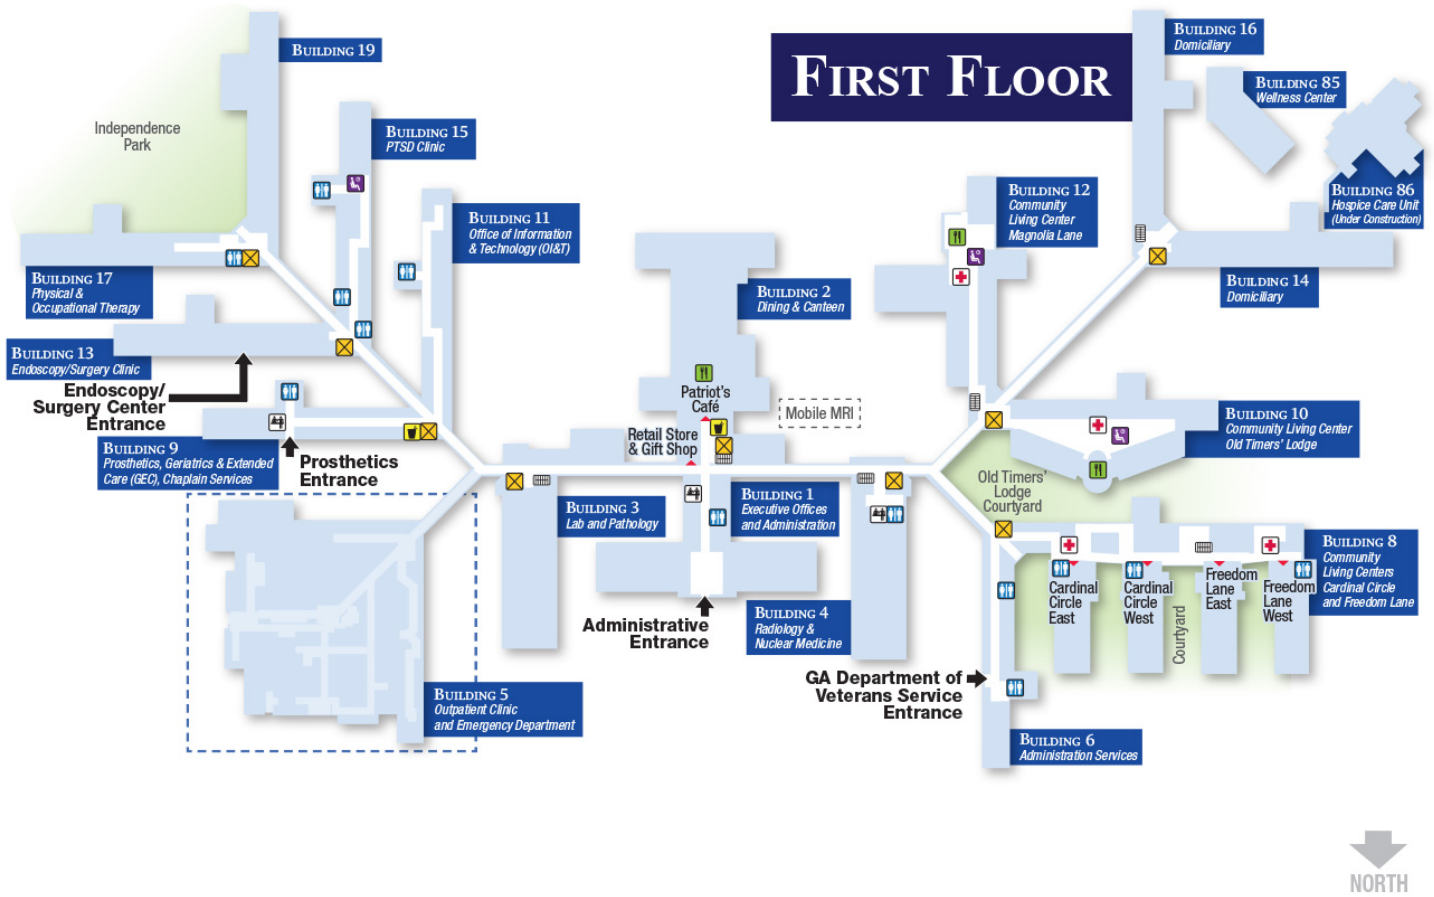 FIRST FLOOR
BUILDING 19
BUILDING 16
Domiciliary
BUILDING 85
Wellness Center
Independence
Park
BUILDING 15
PTSD Clinic
BUILDING 86
Hospice Care Unit
(Under Construction)
BUILDING 12
Community
Living Center
Magnolia Lane
BUILDING 11
Office of Information
& Technology (OI&T)
BUILDING 17
Physical &
Occupational Therapy
BUILDING 2
Dining & Canteen
BUILDING 14
Domiciliary
BUILDING 13
Endoscopy/Surgery Clinic
Endoscopy/
Surgery Center
Entrance
Patriot's
Café
Mobile MRI
Retail Store
& Gift Shop
BUILDING 10
Community Living Center
Old Timers' Lodge
BUILDING 9
Prosthetics, Geriatrics & Extended
Care (GEC), Chaplain Services
Prosthetics
Entrance
Old Timers'
Lodge
Courtyard
BUILDING 3
Lab and Pathology
BUILDING 1
Executive Offices
and Administration
BUILDING 8
Community
Living Centers
Cardinal Circle
and Freedom Lane
Cardinal
Circle
East
Cardinal
Circle
West
Freedom
Lane
East
Freedom
Lane
West
Courtyard
Administrative
Entrance
BUILDING 4
Radiology &
Nuclear Medicine
GA Department of
Veterans Service
Entrance
BUILDING 5
Outpatient Clinic
and Emergency Department
BUILDING 6
Administration Services
NORTH